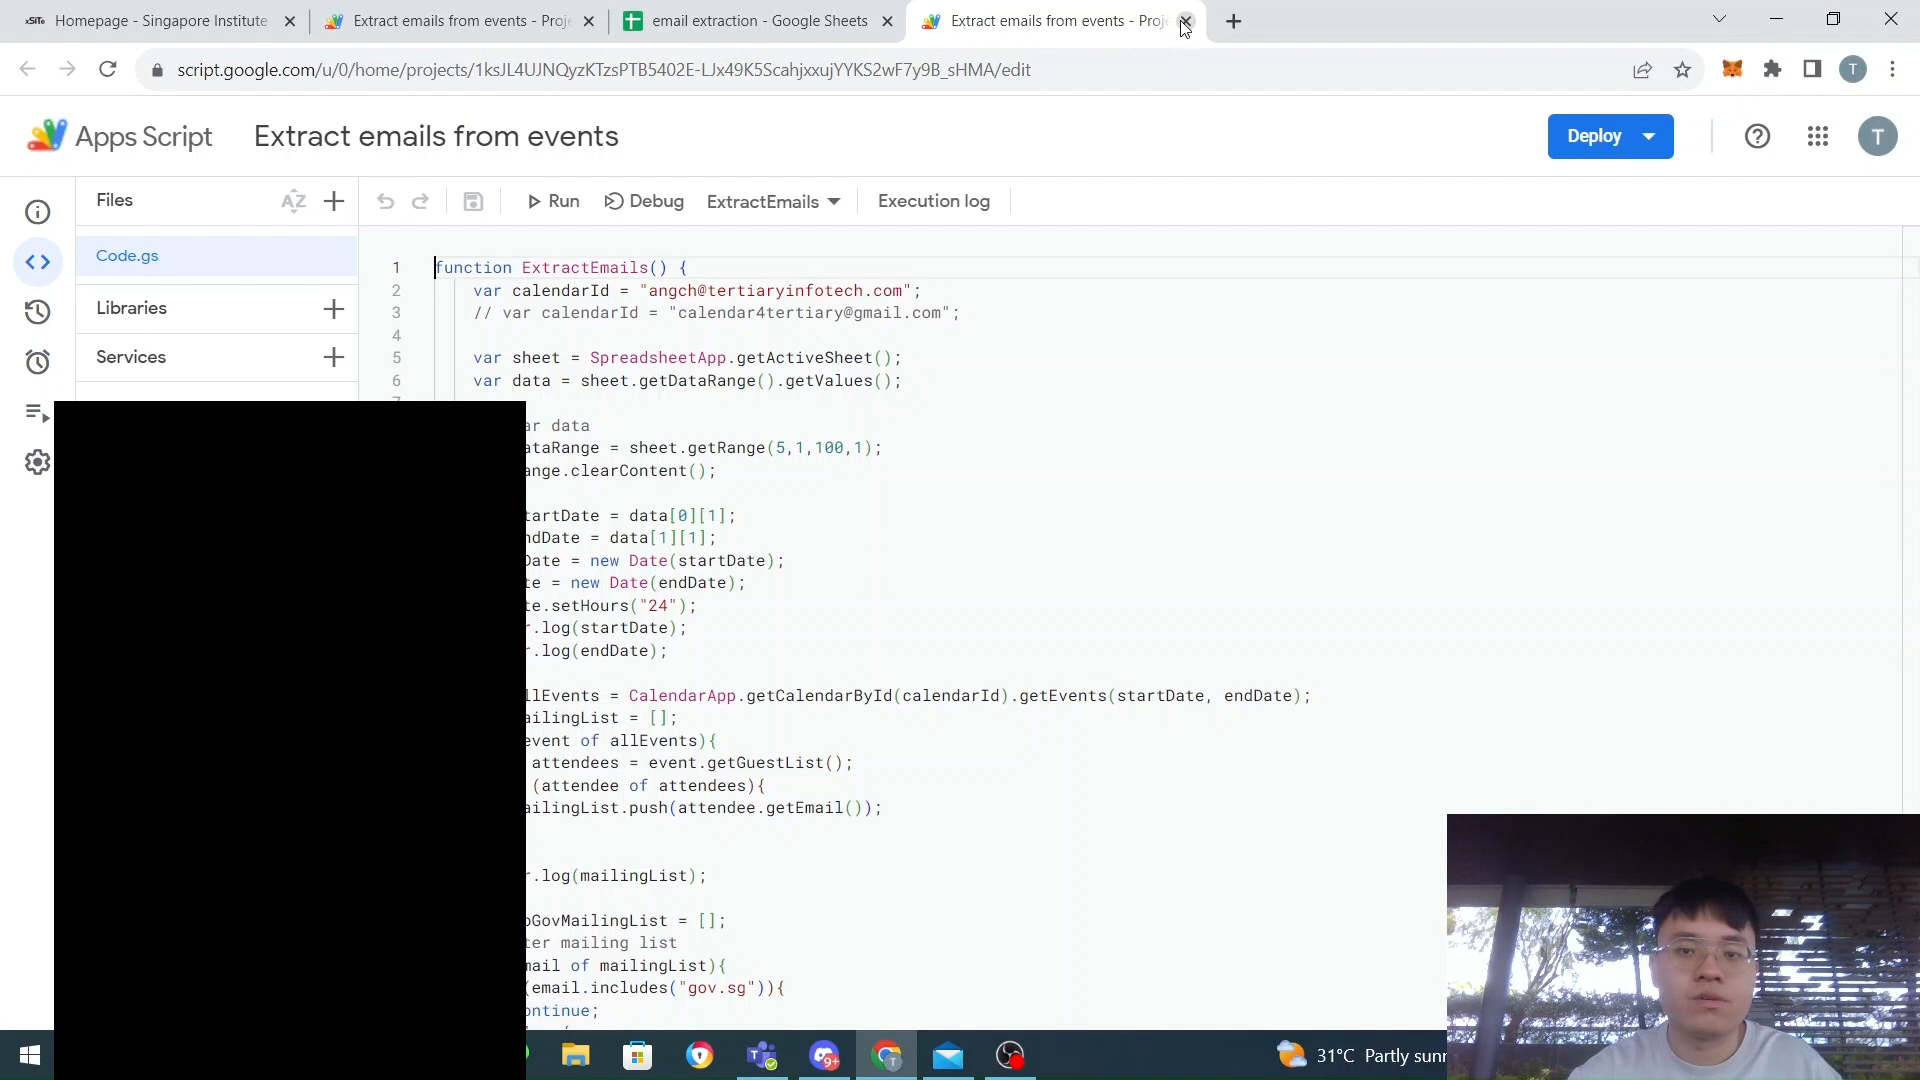 xSiTe Homepage - Singapore Institute
Extract emails from events - Proje
email extraction - Google Sheets
Extract emails from events - Proje
script.google.com/u/0/home/projects/1ksJL4UJNQyzKTzsPTB5402E-LJx49K5ScahjxxujYYKS2wF7y9B_sHMA/edit
T
Apps Script
Extract emails from events
Deploy
T
Files
AZ
Run
Debug
ExtractEmails
Execution log
Code.gs
Libraries
Services
1 function ExtractEmails() {
2 var calendarId = "angch@tertiaryinfotech.com";
3 // var calendarId = "calendar4tertiary@gmail.com";
4
5 var sheet = SpreadsheetApp.getActiveSheet();
6 var data = sheet.getDataRange().getValues();
ar data
ataRange = sheet.getRange(5,1,100,1);
ange.clearContent();
tartDate = data[0][1];
ndDate = data[1][1];
Date = new Date(startDate);
te = new Date(endDate);
te.setHours("24");
r.log(startDate);
r.log(endDate);
llEvents = CalendarApp.getCalendarById(calendarId).getEvents(startDate, endDate);
ailingList = [];
event of allEvents){
attendees = event.getGuestList();
(attendee of attendees){
ailingList.push(attendee.getEmail());
r.log(mailingList);
oGovMailingList = [];
ter mailing list
mail of mailingList){
(email.includes("gov.sg")){
ontinue;
9+
T
31°C Partly sunn